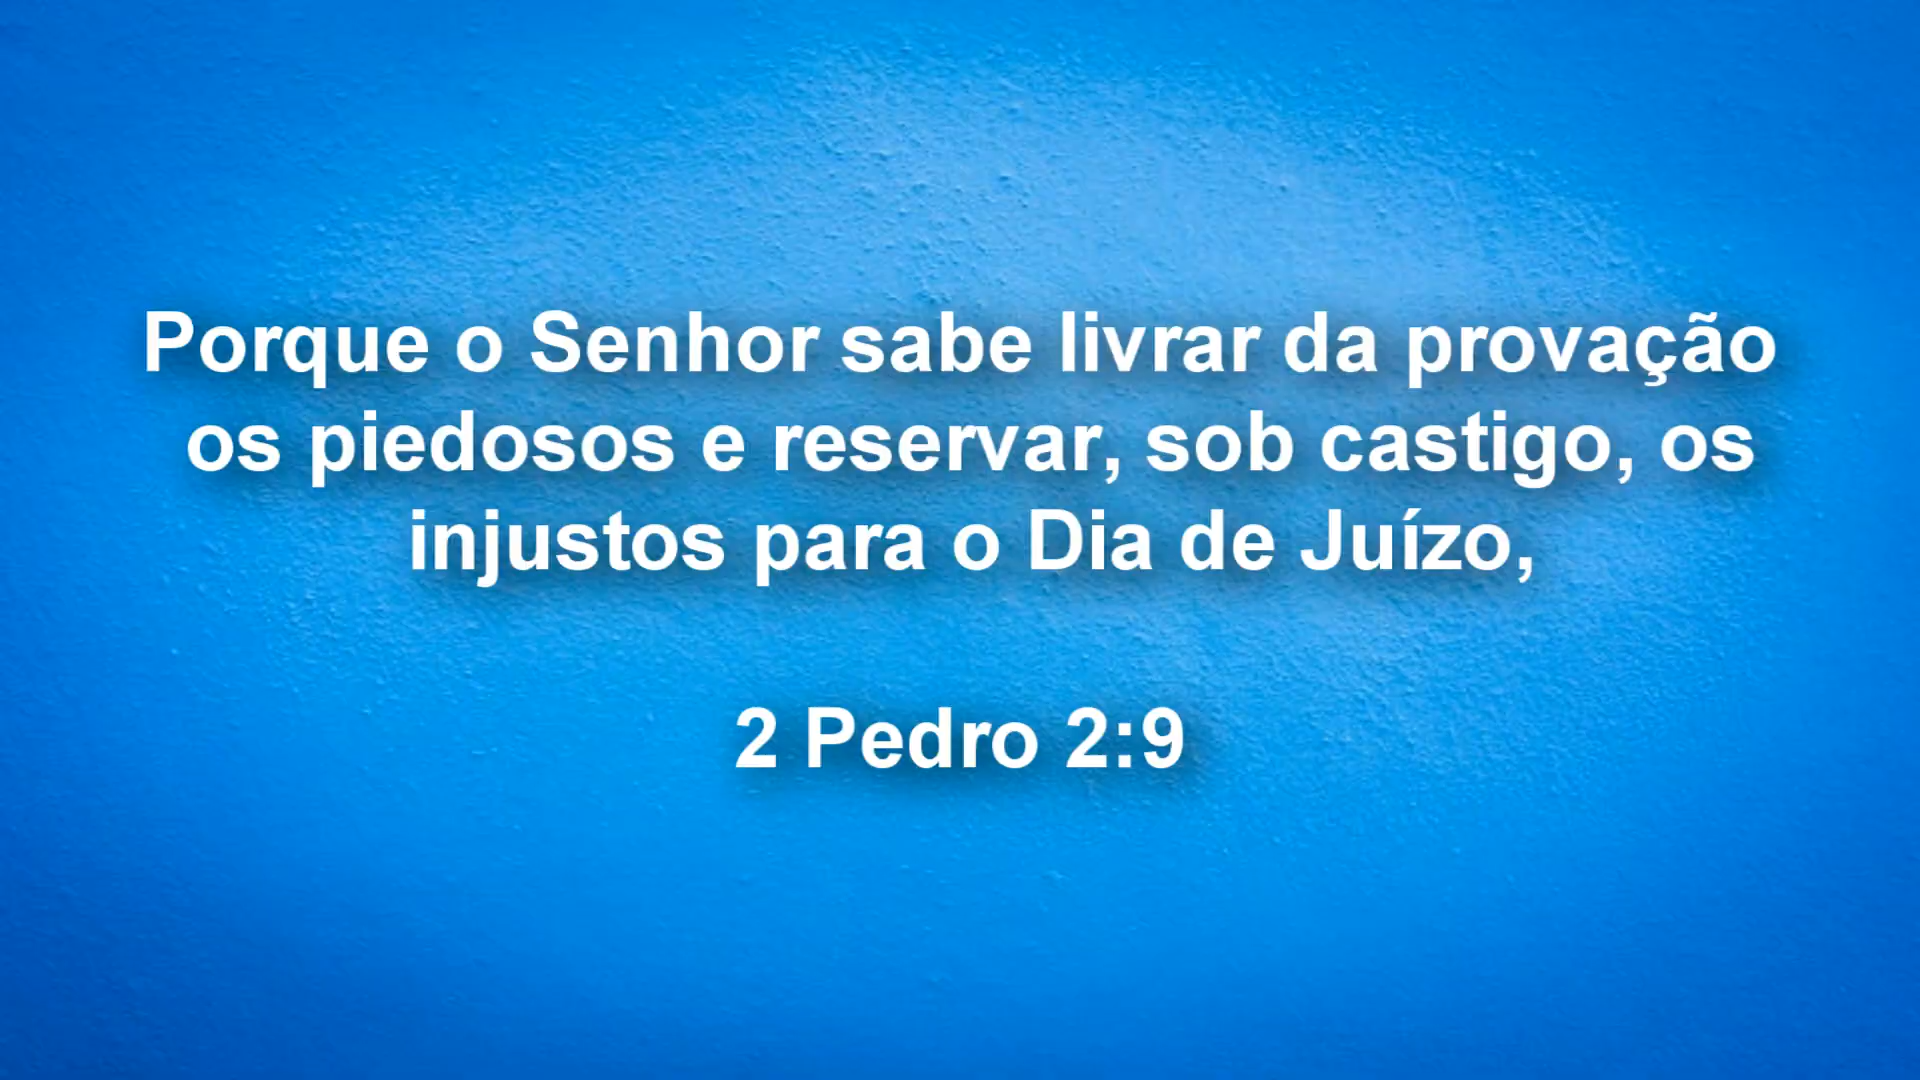 Porque o Senhor sabe livrar da provação
os piedosos e reservar, sob castigo, os
injustos para o Dia de Juízo,
2 Pedro 2:9